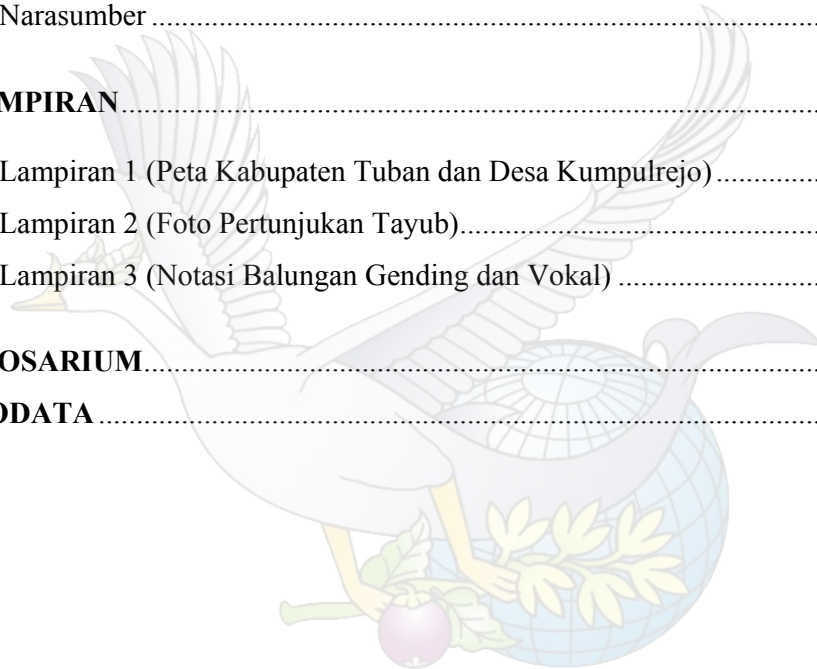 Narasumber ........................................................................................
MPIRAN ............................................................................................
Lampiran 1 (Peta Kabupaten Tuban dan Desa Kumpulrejo) ..............
Lampiran 2 (Foto Pertunjukan Tayub) ................................................
Lampiran 3 (Notasi Balungan Gending dan Vokal) ...........................
OSARIUM .........................................................................................
ODATA ...............................................................................................